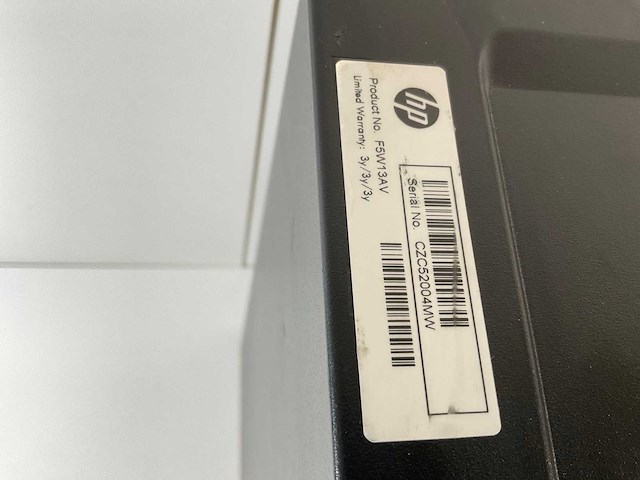 hp
Serial No. CZC52004MW
Product No. F5W13AV
Limited Warranty: 3y/3y/3y